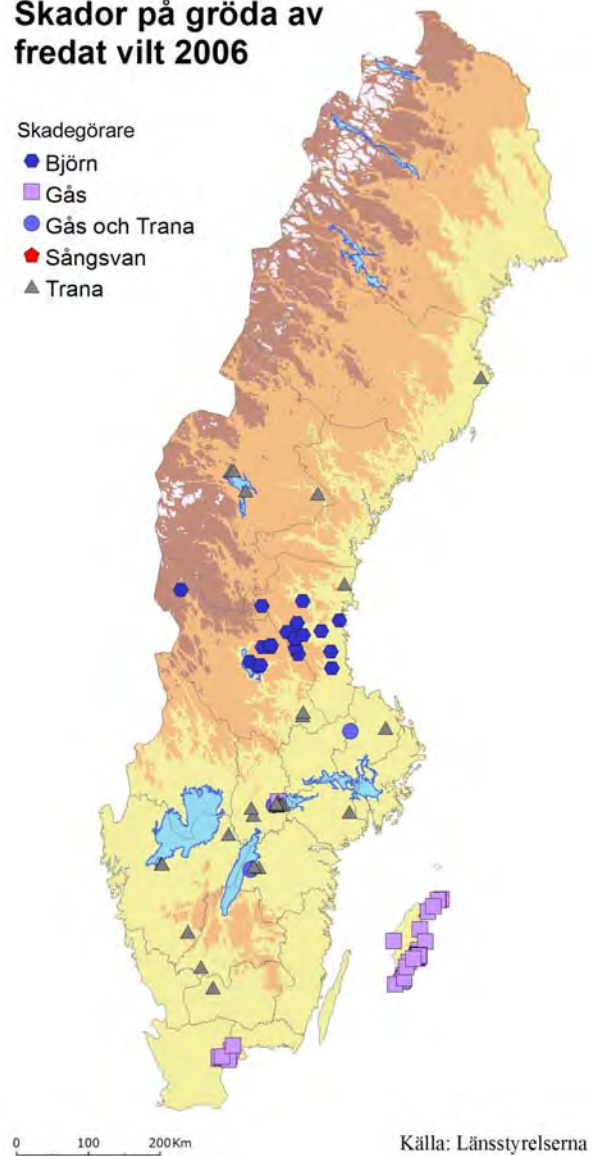 Skador på gröda av
fredat vilt 2006
Skadegörare
Björn
Gås
Gås och Trana
Sångsvan
Trana
0 100 200Km
Källa: Länsstyrelserna